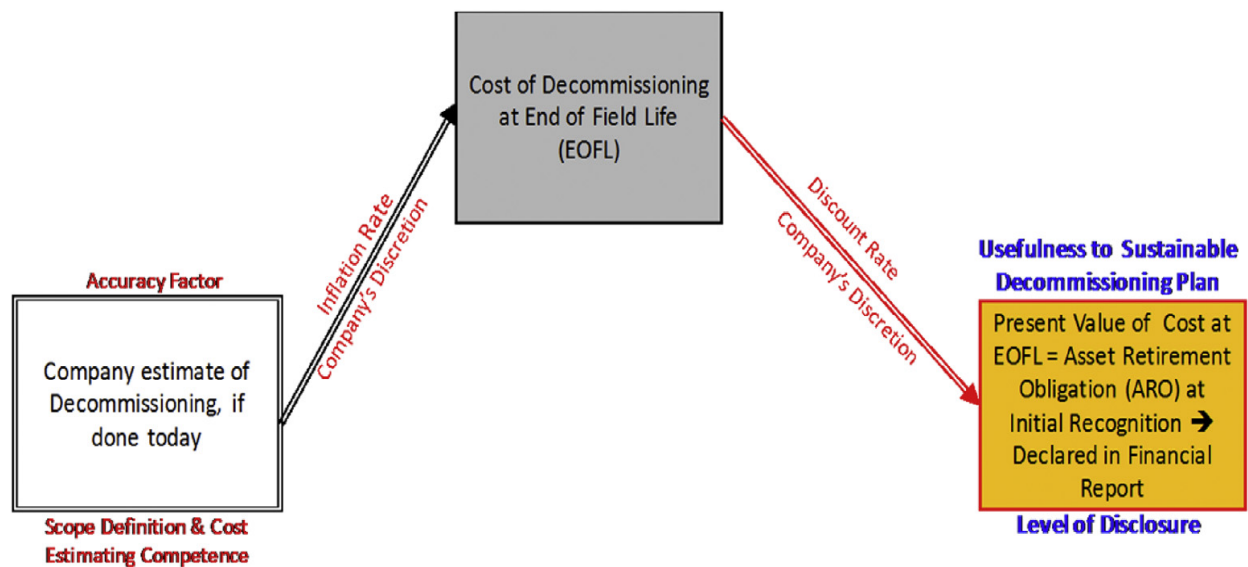 Cost of Decommissioning
at End of Field Life
(EOFL)
Inflation Rate
Company's Discretion
Discount Rate
Company's Discretion
Accuracy Factor
Company estimate of
Decommissioning, if
done today
Scope Definition & Cost
Estimating Competence
Usefulness to Sustainable
Decommissioning Plan
Present Value of Cost at
EOFL = Asset Retirement
Obligation (ARO) at
Initial Recognition ➔
Declared in Financial
Report
Level of Disclosure